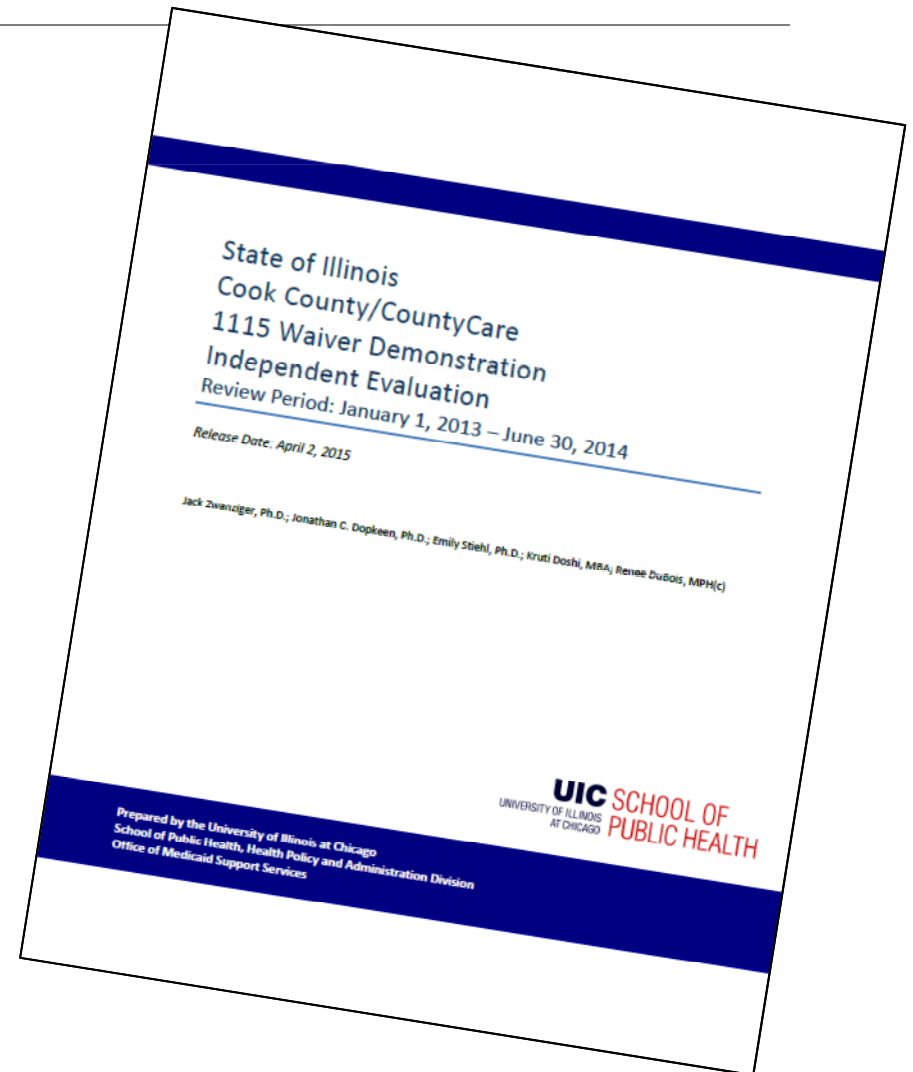 State of Illinois
Cook County/CountyCare
1115 Waiver Demonstration
Independent Evaluation
Review Period: January 1, 2013 – June 30, 2014
Release Date: April 2, 2015
Jack Zwanziger, Ph.D.; Jonathan C. Dopkeen, Ph.D.; Emily Stiehl, Ph.D.; Kruti Doshi, MBA; Renee DuBois, MPH(c)
UIC SCHOOL OF
UNIVERSITY OF ILLINOIS
AT CHICAGO PUBLIC HEALTH
Prepared by the University of Illinois at Chicago
School of Public Health, Health Policy and Administration Division
Office of Medicaid Support Services